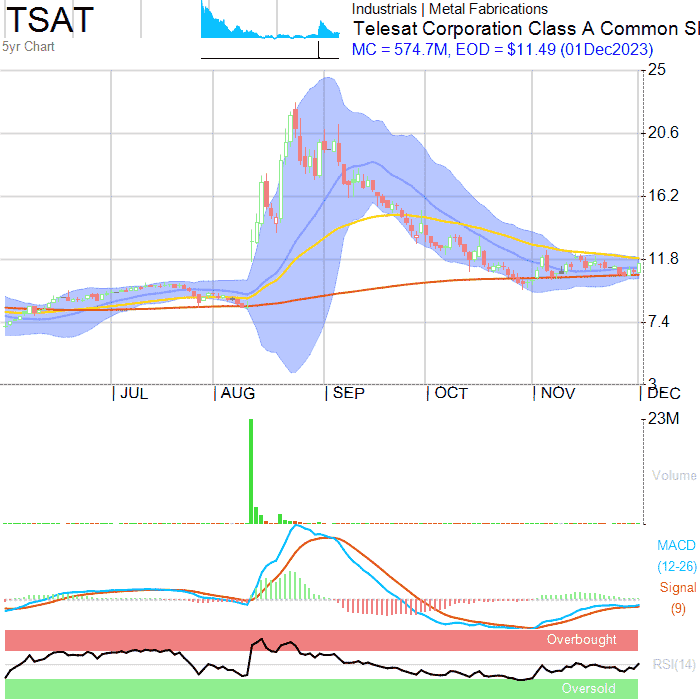 TSAT
5yr Chart
Industrials | Metal Fabrications
Telesat Corporation Class A Common S
MC = 574.7M, EOD = $11.49 (01Dec2023)
25
20.6
16.2
11.8
7.4
3
JUL
AUG
SEP
OCT
NOV
DEC
23M
Volume
MACD
(12-26)
Signal
(9)
Overbought
RSI(14)
Oversold